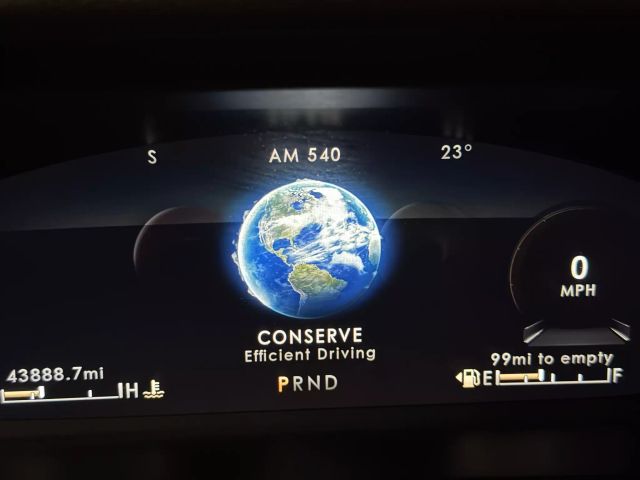 S AM 540 23°
0
MPH
CONSERVE
Efficient Driving
43888.7mi
99mi to empty
H
E F
PRND